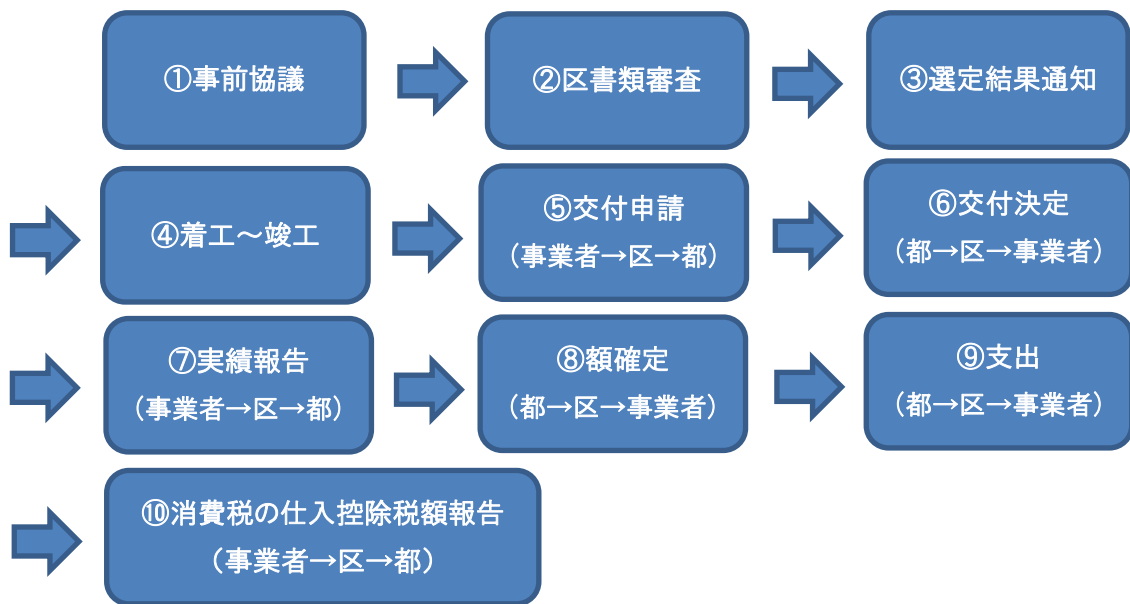 ①事前協議
②区書類審査
③選定結果通知
④着工～竣工
⑤交付申請
（事業者→区→都）
⑥交付決定
（都→区→事業者）
⑦実績報告
（事業者→区→都）
⑧額確定
（都→区→事業者）
⑨支出
（都→区→事業者）
⑩消費税の仕入控除税額報告
（事業者→区→都）